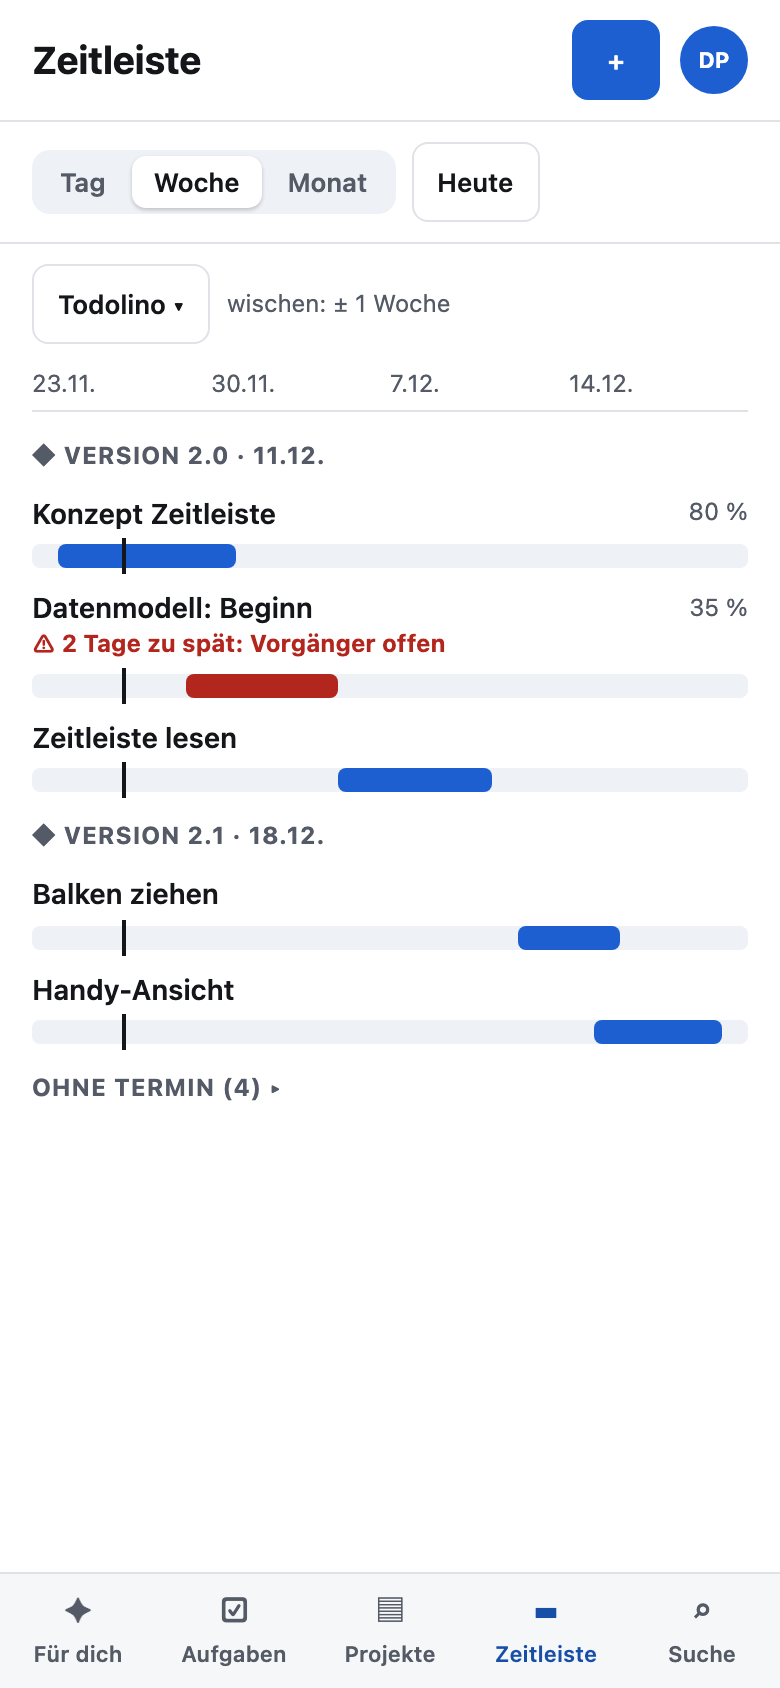 Zeitleiste
+
DP
Tag
Woche
Monat
Heute
Todolino ▾
wischen: ± 1 Woche
23.11.
30.11.
7.12.
14.12.
◆ VERSION 2.0 · 11.12.
Konzept Zeitleiste
80 %
Datenmodell: Beginn
35 %
⚠ 2 Tage zu spät: Vorgänger offen
Zeitleiste lesen
◆ VERSION 2.1 · 18.12.
Balken ziehen
Handy-Ansicht
OHNE TERMIN (4) ▸
Für dich
Aufgaben
Projekte
Zeitleiste
Suche